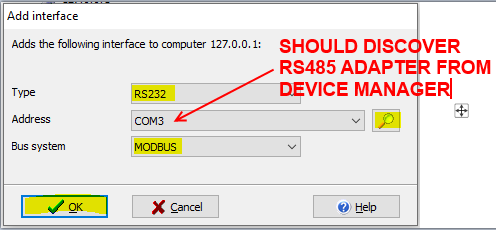 Add interface
Adds the following interface to computer 127.0.0.1:
SHOULD DISCOVER
RS485 ADAPTER FROM
DEVICE MANAGER
Type RS232
Address COM3
Bus system MODBUS
OK Cancel Help